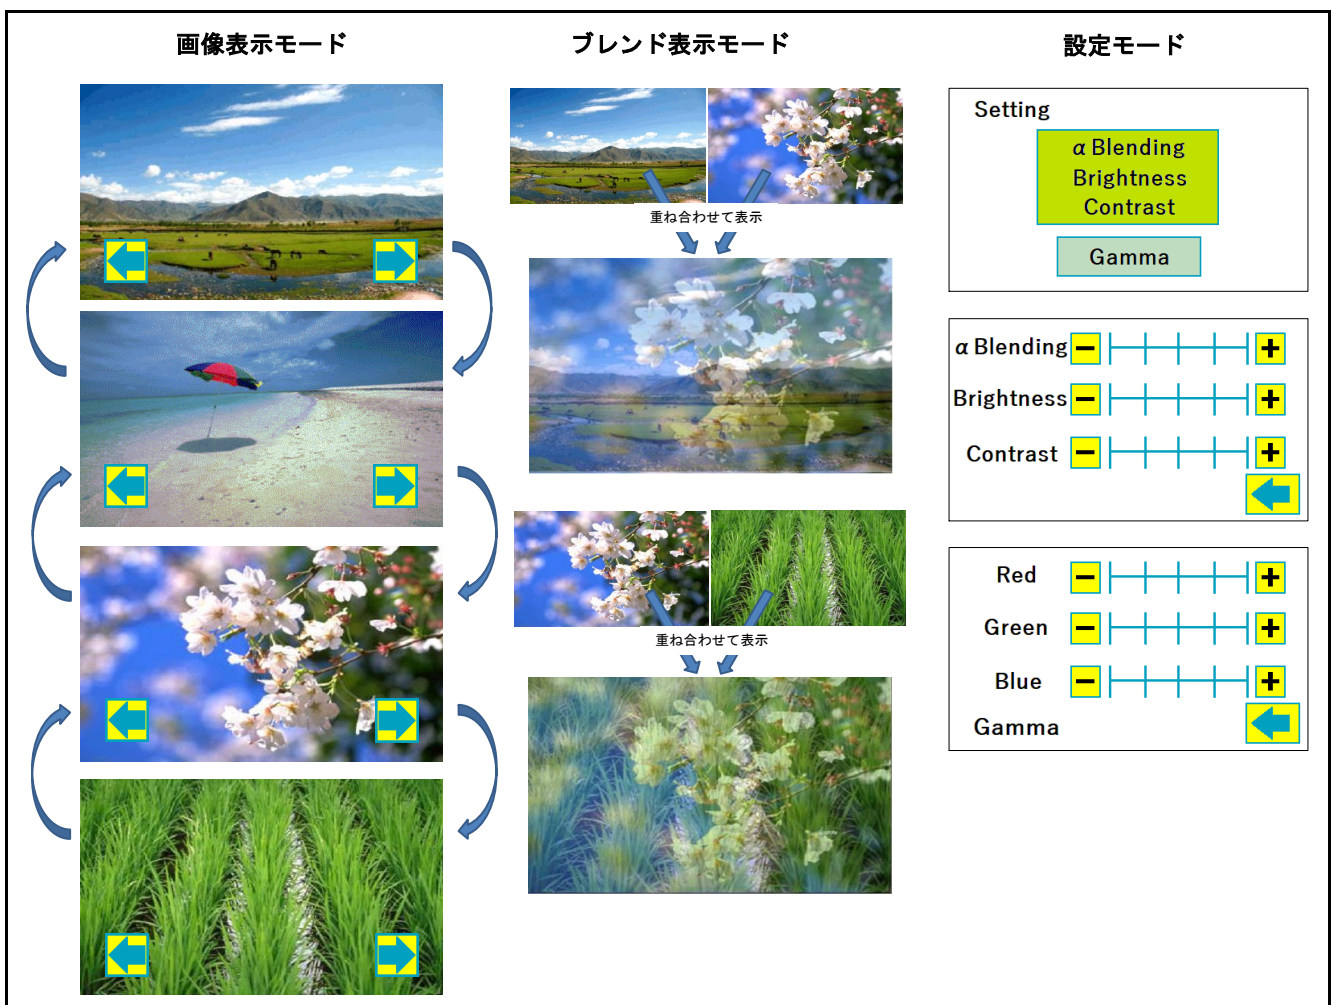 画像表示モード
ブレンド表示モード
重ね合わせて表示
重ね合わせて表示
設定モード
Setting
α Blending
Brightness
Contrast
Gamma
α Blending − +
Brightness − +
Contrast − +
Red − +
Green − +
Blue − +
Gamma